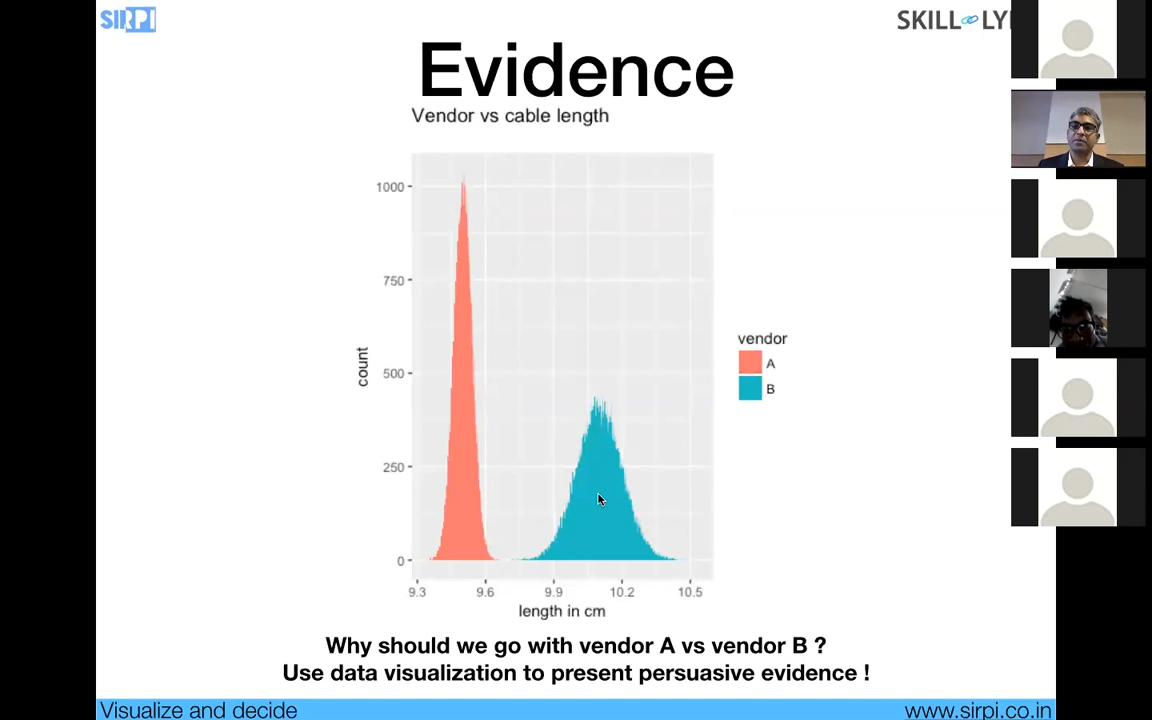 SIRPI
SKILL LY
Evidence
Vendor vs cable length
1000
750
500
250
0
count
9.3 9.6 9.9 10.2 10.5
length in cm
vendor
A
B
Why should we go with vendor A vs vendor B ?
Use data visualization to present persuasive evidence !
Visualize and decide
www.sirpi.co.in